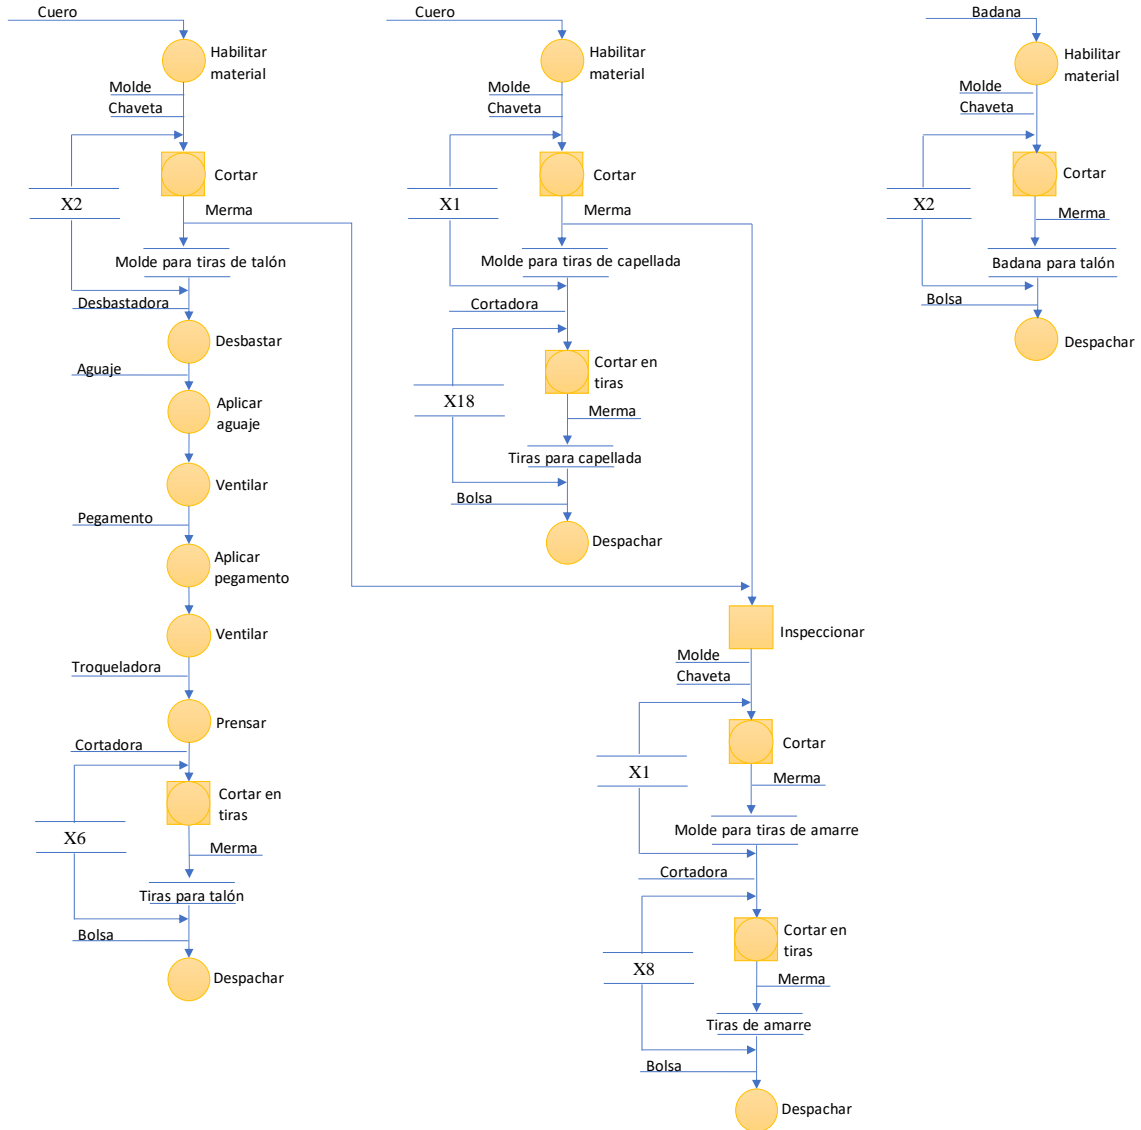 Cuero
Habilitar
material
Molde
Chaveta
Cortar
X2
Merma
Molde para tiras de talón
Desbastadora
Desbastar
Aguaje
Aplicar
aguaje
Ventilar
Pegamento
Aplicar
pegamento
Ventilar
Troqueladora
Prensar
Cortadora
Cortar en
tiras
X6
Merma
Tiras para talón
Bolsa
Despachar
Cuero
Habilitar
material
Molde
Chaveta
Cortar
X1
Merma
Molde para tiras de capellada
Cortadora
Cortar en
tiras
X18
Merma
Tiras para capellada
Bolsa
Despachar
Inspeccionar
Molde
Chaveta
Cortar
X1
Merma
Molde para tiras de amarre
Cortadora
Cortar en
tiras
X8
Merma
Tiras de amarre
Bolsa
Despachar
Badana
Habilitar
material
Molde
Chaveta
Cortar
X2
Merma
Badana para talón
Bolsa
Despachar